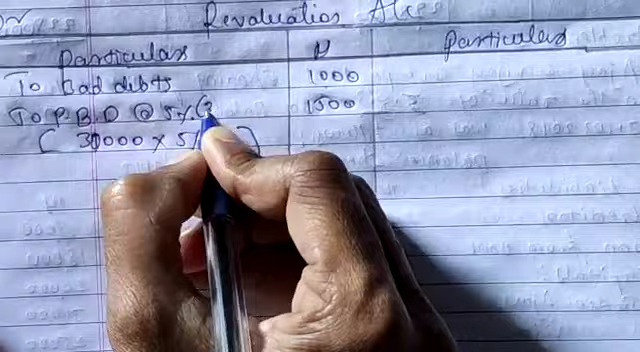 Revaluation A/c
Particulars ₹ Particulars
To Bad debts 1000
To P.B.D @ 5% ( 1500
( 30000 × 5/ )